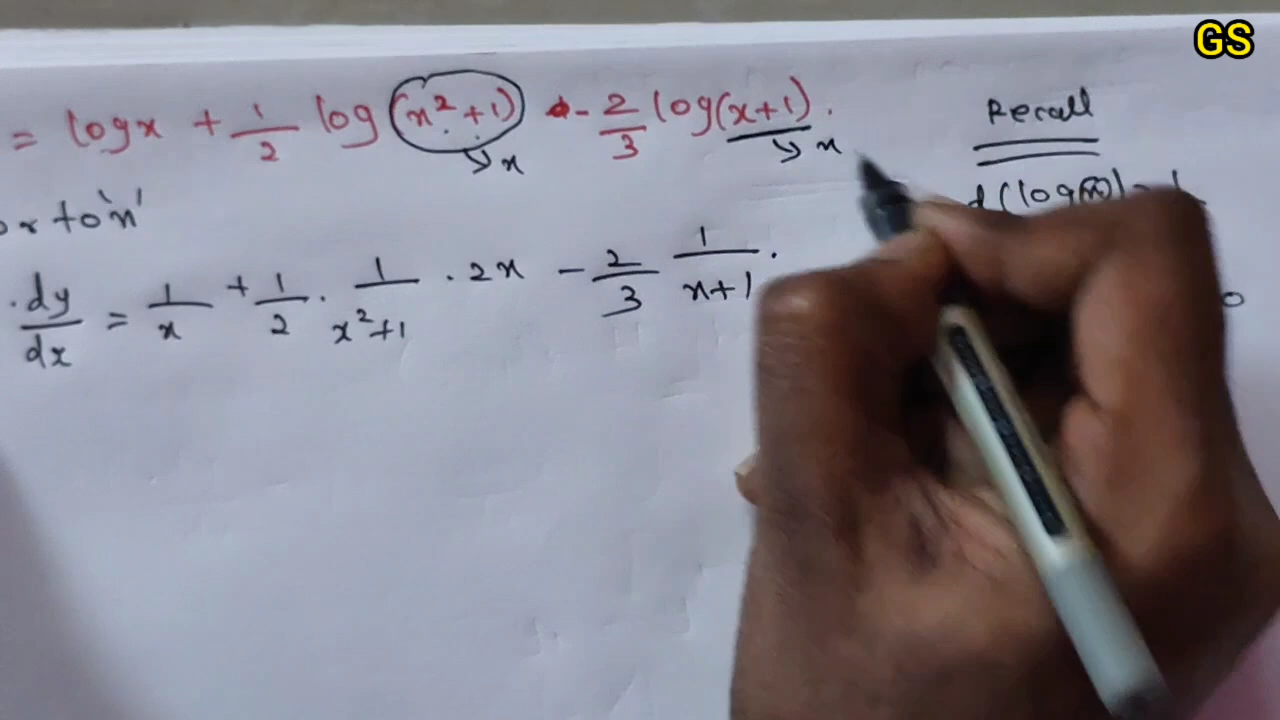 GS
= log x + 1/2 log (x² + 1) - 2/3 log (x+1).
↘ x ↘ x
Recall
to 'x'
. dy/dx = 1/x + 1/2 . 1/(x²+1) . 2x - 2/3 1/(x+1) .